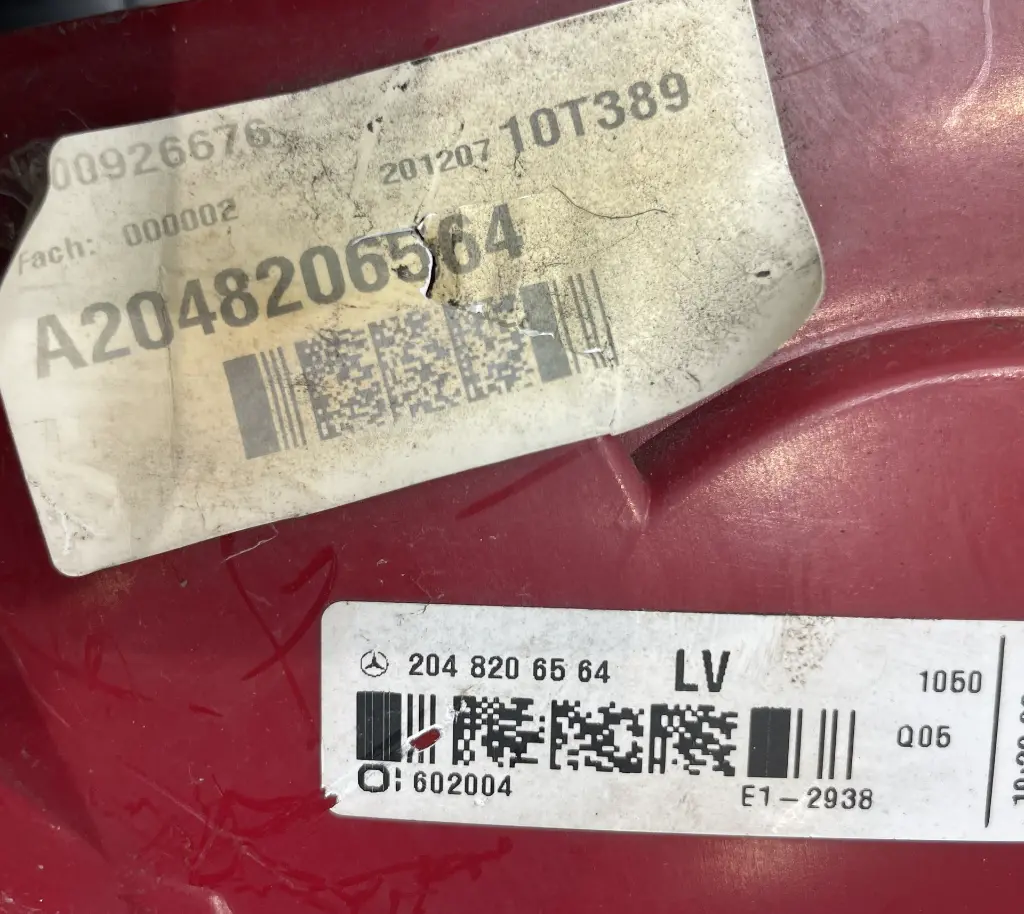 00926676
201207 10T389
Fach: 000002
A2048206564
204 820 65 64 LV
1050
Q05
O: 602004
E1-2938